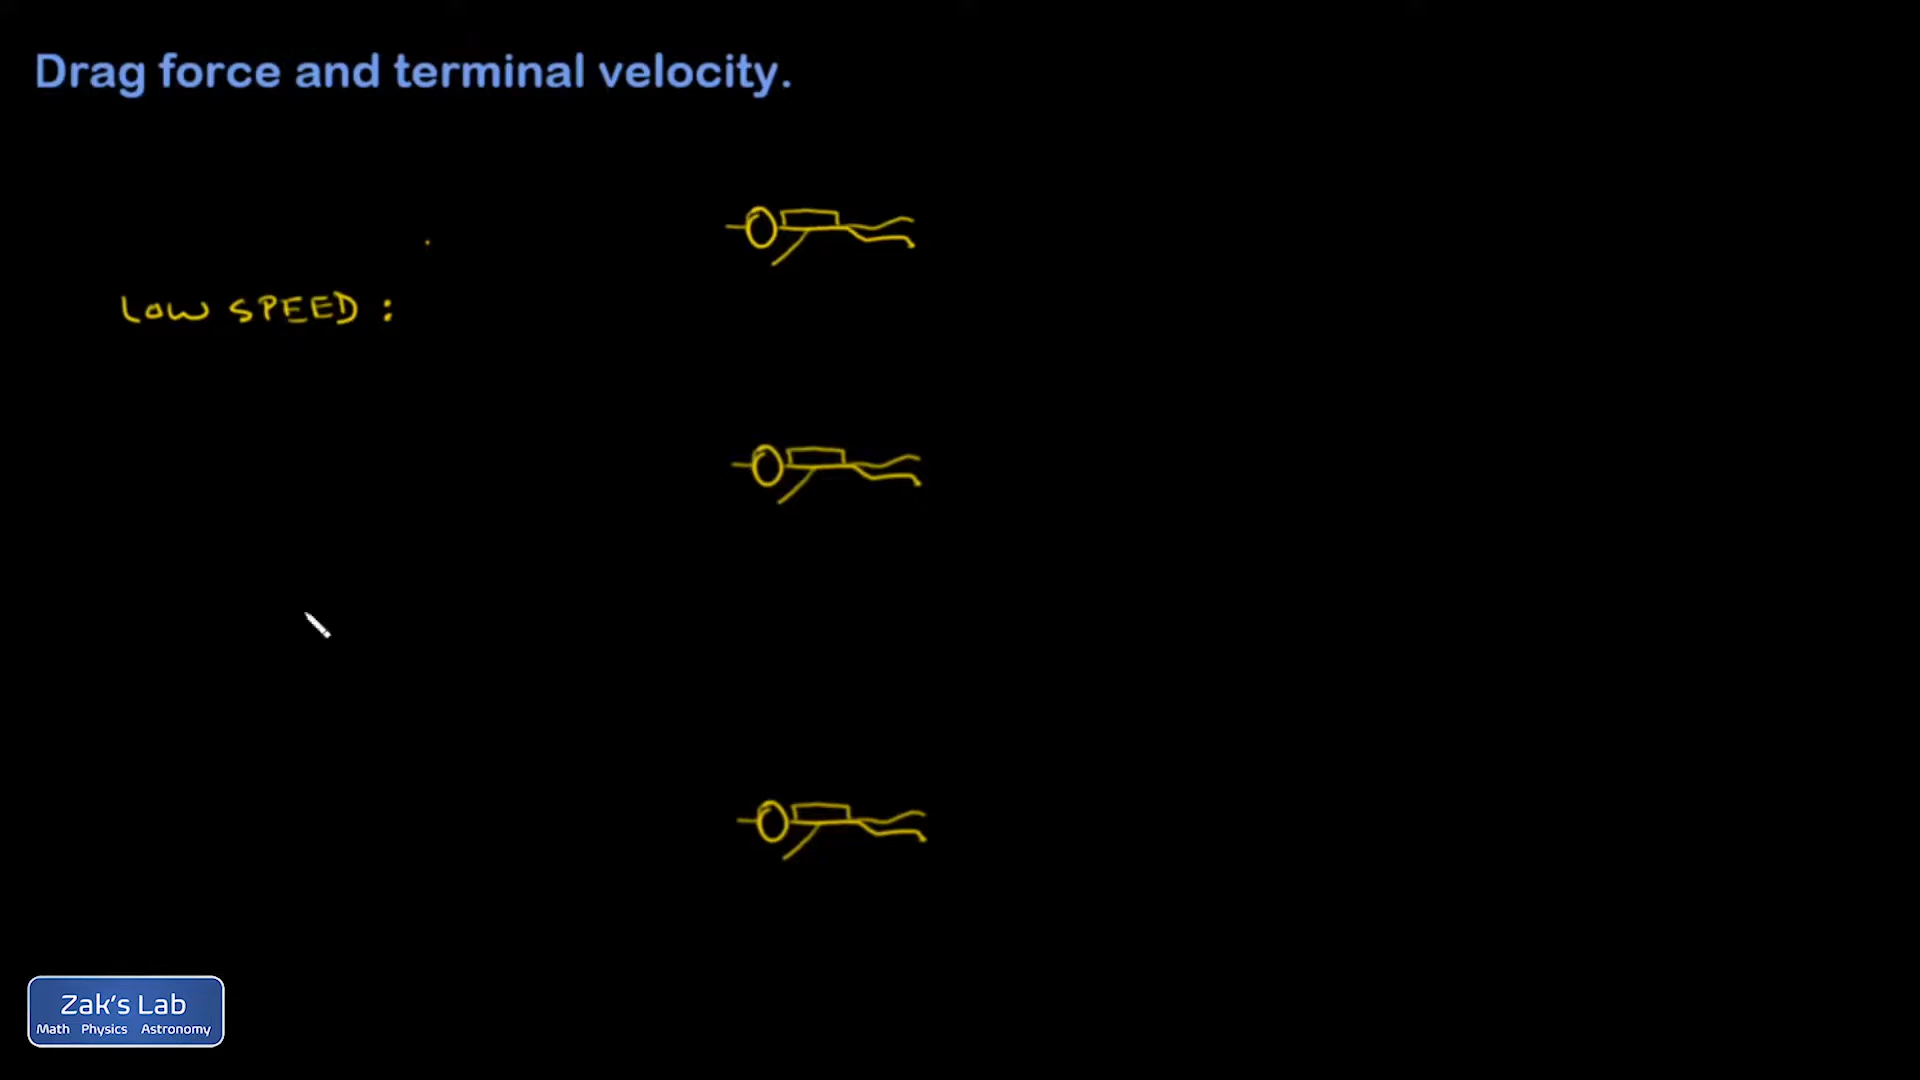 Drag force and terminal velocity.
LOW SPEED :
Zak's Lab
Math Physics Astronomy